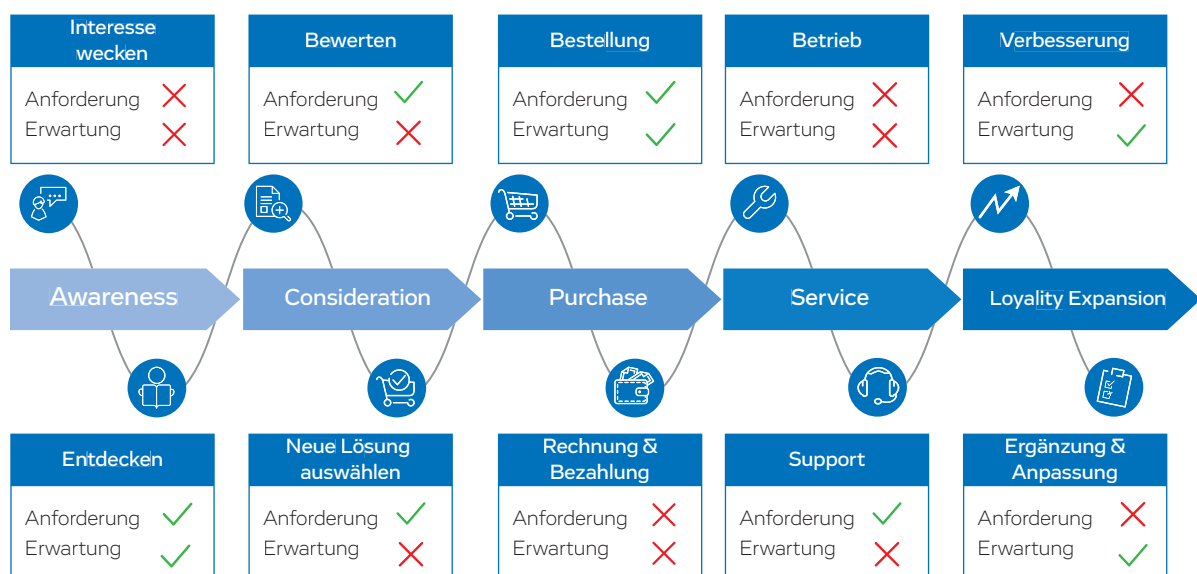 Interesse
wecken
Anforderung
Erwartung
Bewerten
Anforderung
Erwartung
Bestellung
Anforderung
Erwartung
Betrieb
Anforderung
Erwartung
Verbesserung
Anforderung
Erwartung
Awareness
Consideration
Purchase
Service
Loyality Expansion
Entdecken
Anforderung
Erwartung
Neue Lösung
auswählen
Anforderung
Erwartung
Rechnung &
Bezahlung
Anforderung
Erwartung
Support
Anforderung
Erwartung
Ergänzung &
Anpassung
Anforderung
Erwartung